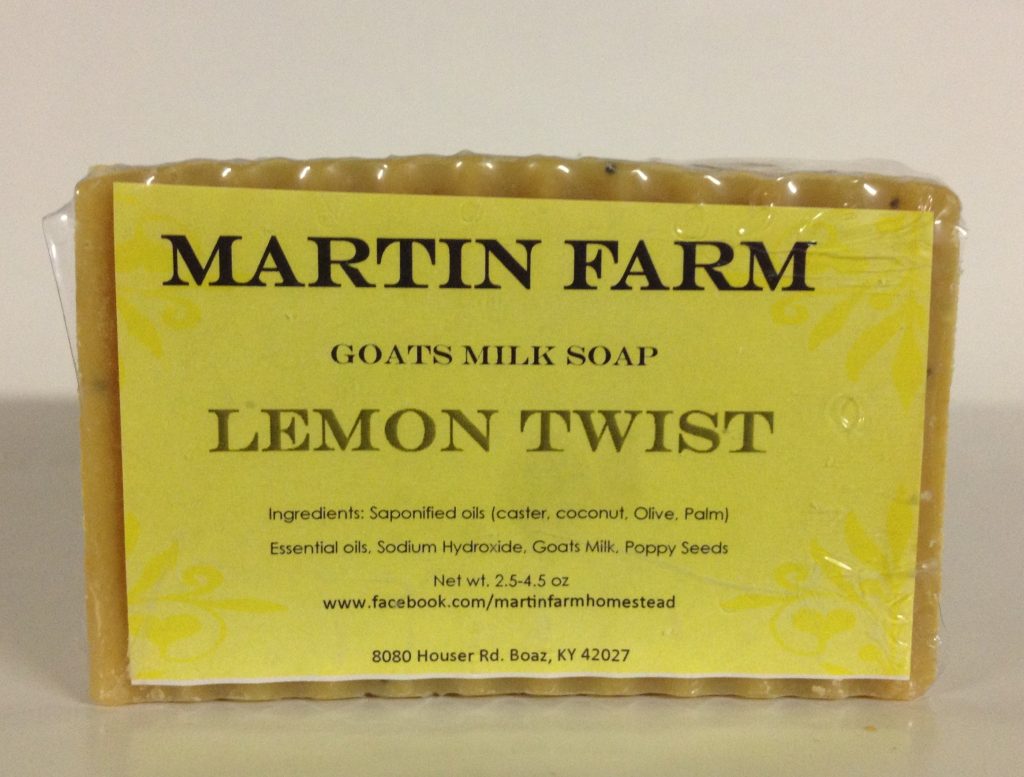 MARTIN FARM
GOATS MILK SOAP
LEMON TWIST
Ingredients: Saponified oils (caster, coconut, Olive, Palm)
Essential oils, Sodium Hydroxide, Goats Milk, Poppy Seeds
Net wt. 2.5-4.5 oz
www.facebook.com/martinfarmhomestead
8080 Houser Rd. Boaz, KY 42027